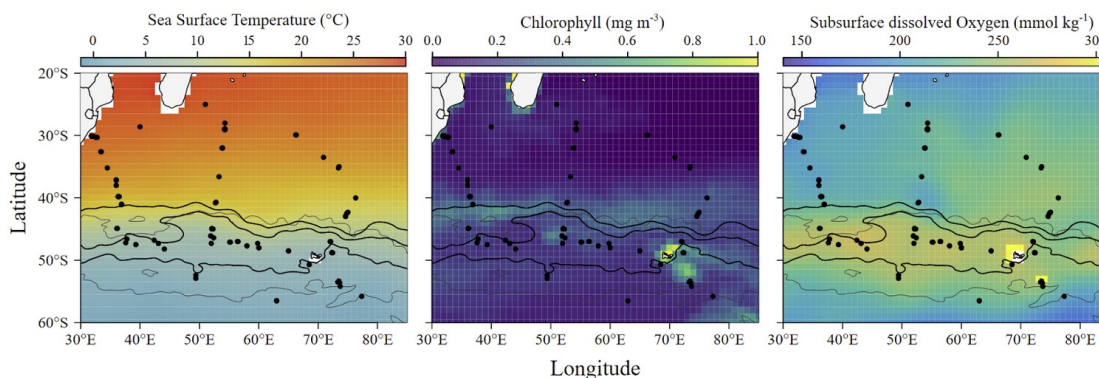 Sea Surface Temperature (°C)
0 5 10 15 20 25 30
Chlorophyll (mg m-3)
0.0 0.2 0.4 0.6 0.8 1.0
Subsurface dissolved Oxygen (mmol kg-1)
150 200 250
20°S
30°S
40°S
50°S
60°S
Latitude
30°E 40°E 50°E 60°E 70°E 80°E
30°E 40°E 50°E 60°E 70°E 80°E
30°E 40°E 50°E 60°E 70°E 80°E
Longitude